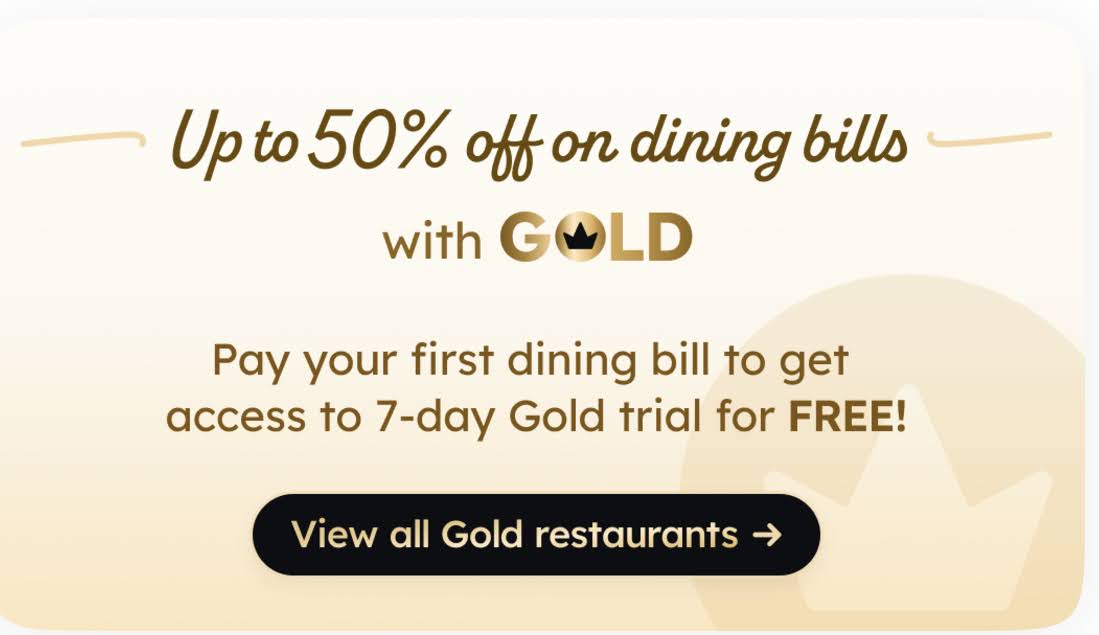 Up to 50% off on dining bills
with GOLD
Pay your first dining bill to get
access to 7-day Gold trial for FREE!
View all Gold restaurants →